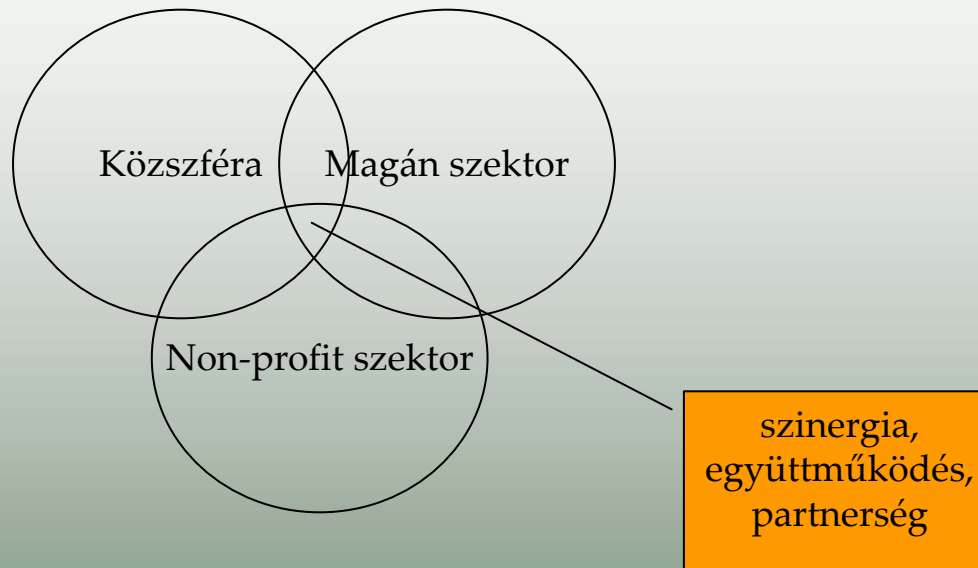 Közszféra
Magán szektor
Non-profit szektor
szinergia,
együttműködés,
partnerség